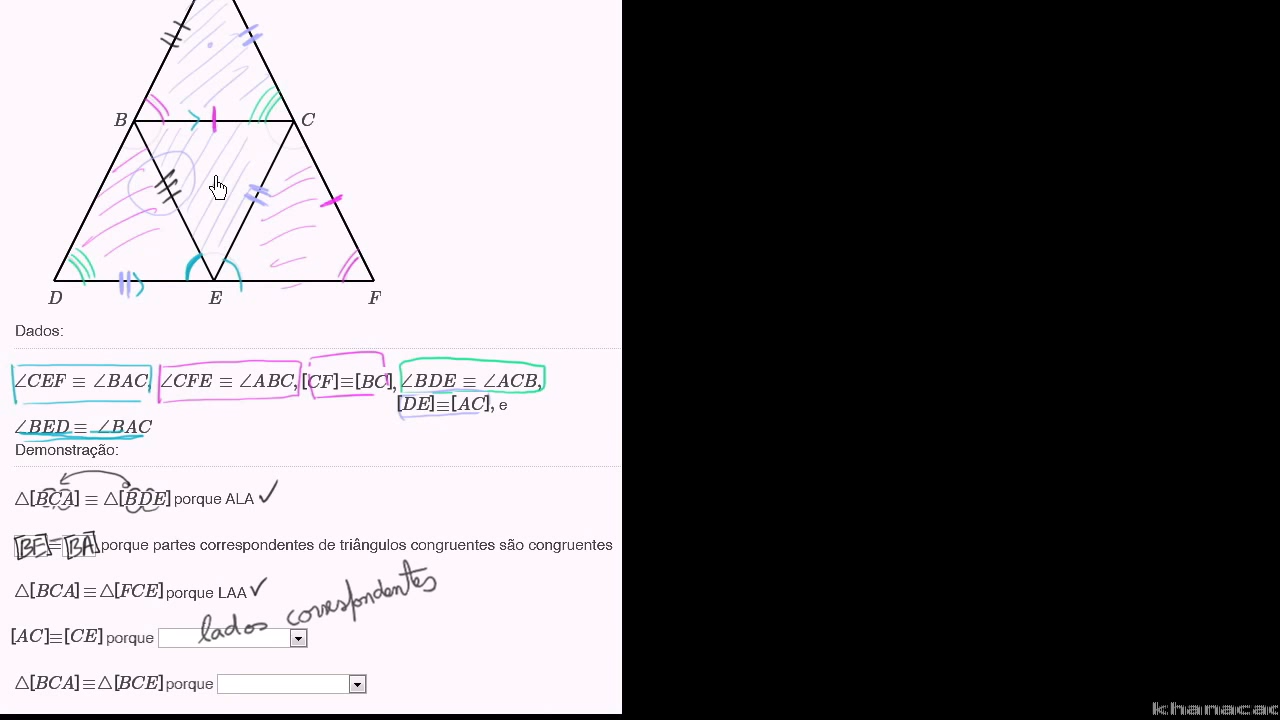 B C
D E F
Dados:
∠CEF ≡ ∠BAC, ∠CFE ≡ ∠ABC, [CF]≡[BC], ∠BDE ≡ ∠ACB,
[DE]≡[AC], e
∠BED ≡ ∠BAC
Demonstração:
△[BCA] ≡ △[BDE] porque ALA ✓
[BE]≡[BA] porque partes correspondentes de triângulos congruentes são congruentes
△[BCA] ≡ △[FCE] porque LAA ✓
[AC]≡[CE] porque lados correspondentes
△[BCA] ≡ △[BCE] porque
khanacac